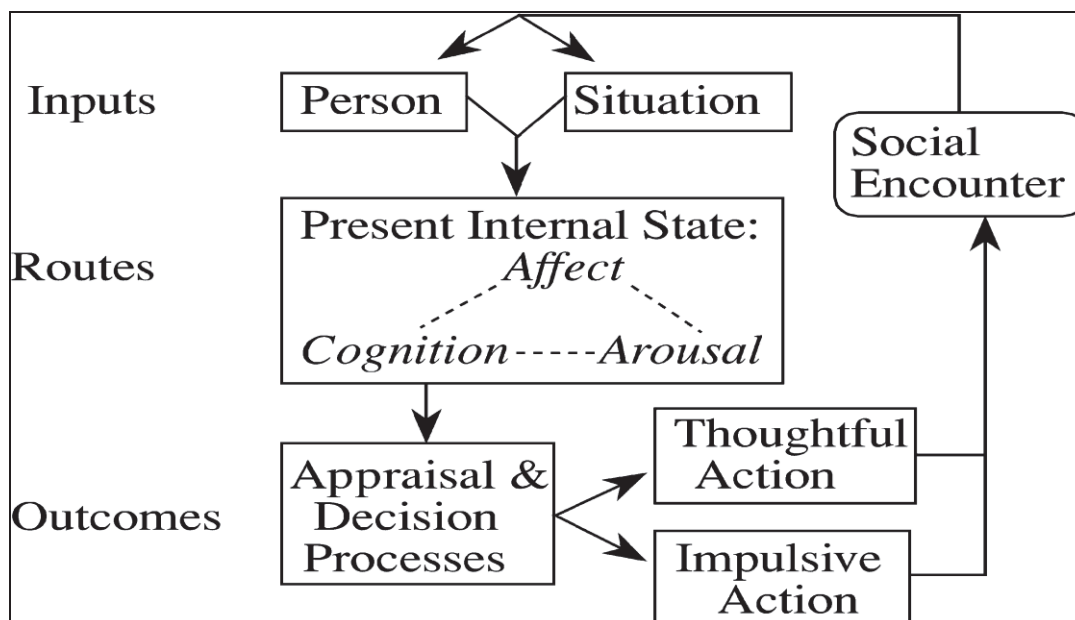 Inputs
Person
Situation
Social
Encounter
Routes
Present Internal State:
Affect
Cognition
Arousal
Outcomes
Appraisal &
Decision
Processes
Thoughtful
Action
Impulsive
Action